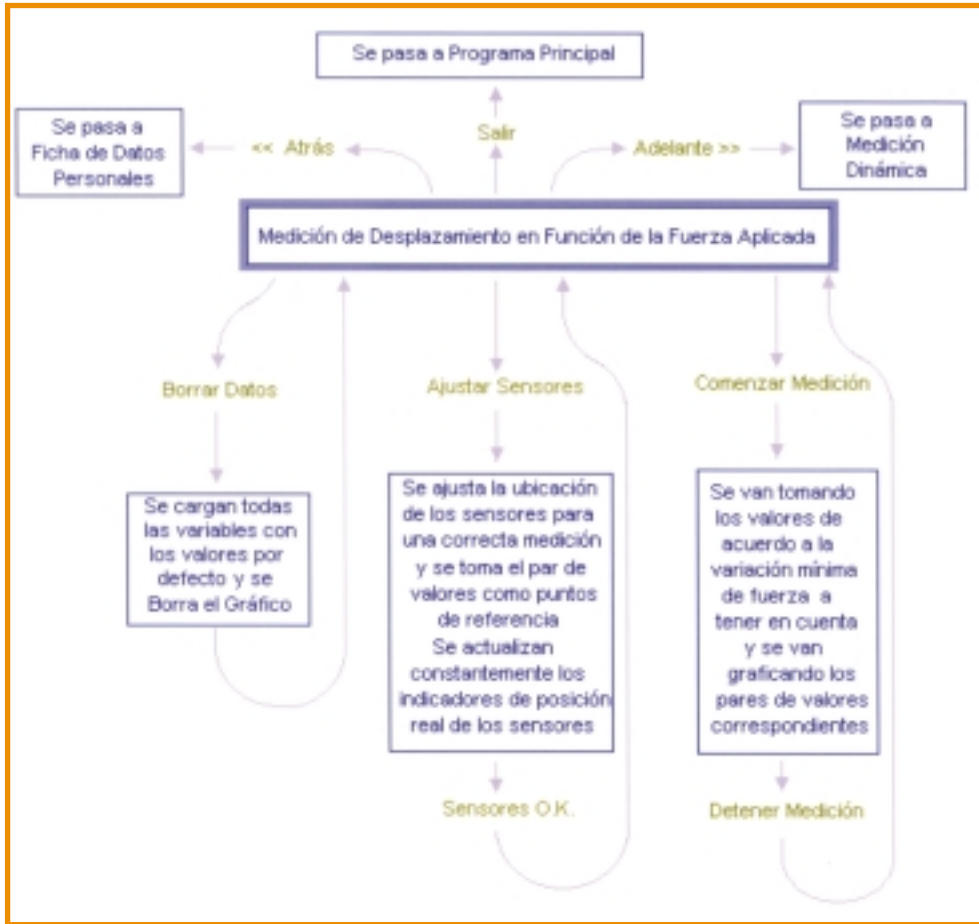 Se pasa a Programa Principal
Se pasa a
Ficha de Datos
Personales
<< Atrás
Salir
Adelante >>
Se pasa a
Medición
Dinámica
Medición de Desplazamiento en Función de la Fuerza Aplicada
Borrar Datos
Ajustar Sensores
Comenzar Medición
Se cargan todas
las variables con
los valores por
defecto y se
Borra el Gráfico
Se ajusta la ubicación
de los sensores para
una correcta medición
y se toma el par de
valores como puntos
de referencia
Se actualizan
constantemente los
indicadores de posición
real de los sensores
Se van tomando
los valores de
acuerdo a la
variación mínima
de fuerza a
tener en cuenta
y se van
graficando los
pares de valores
correspondientes
Sensores O.K.
Detener Medición